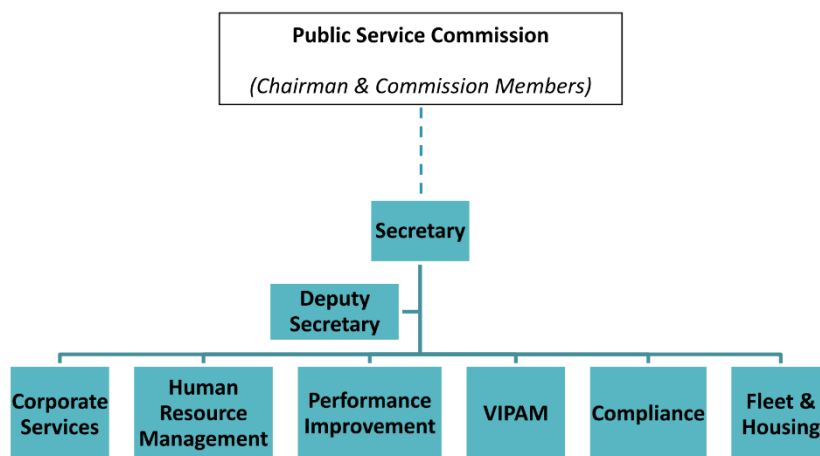 Public Service Commission
(Chairman & Commission Members)
Secretary
Deputy
Secretary
Corporate
Services
Human
Resource
Management
Performance
Improvement
VIPAM
Compliance
Fleet &
Housing